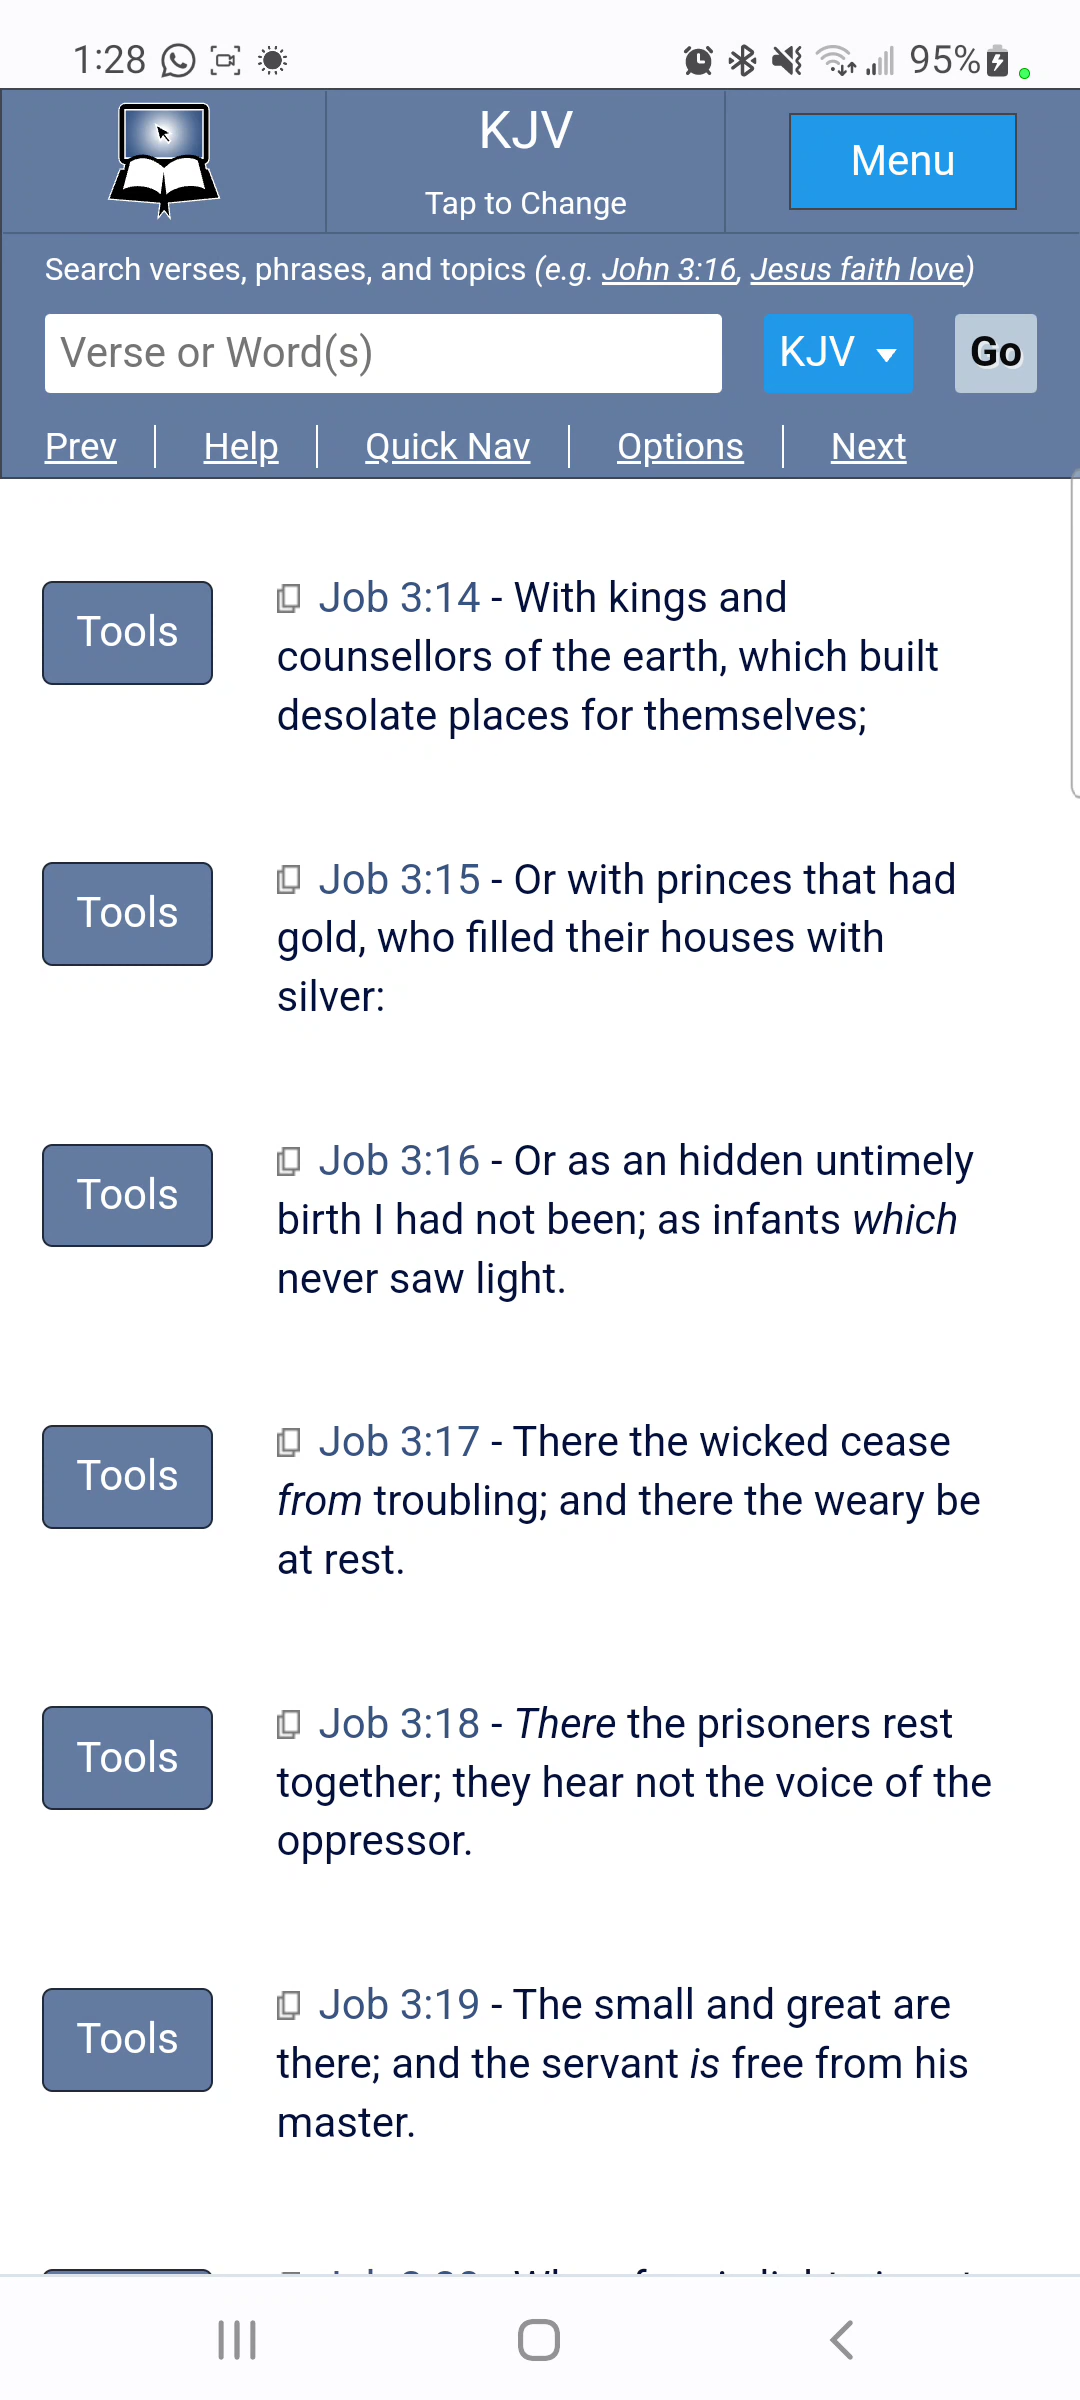 1:28 95%
KJV
Tap to Change
Menu
Search verses, phrases, and topics (e.g. John 3:16, Jesus faith love)
Verse or Word(s) KJV Go
Prev Help Quick Nav Options Next
Tools
Job 3:14 - With kings and
counsellors of the earth, which built
desolate places for themselves;
Tools
Job 3:15 - Or with princes that had
gold, who filled their houses with
silver:
Tools
Job 3:16 - Or as an hidden untimely
birth I had not been; as infants which
never saw light.
Tools
Job 3:17 - There the wicked cease
from troubling; and there the weary be
at rest.
Tools
Job 3:18 - There the prisoners rest
together; they hear not the voice of the
oppressor.
Tools
Job 3:19 - The small and great are
there; and the servant is free from his
master.